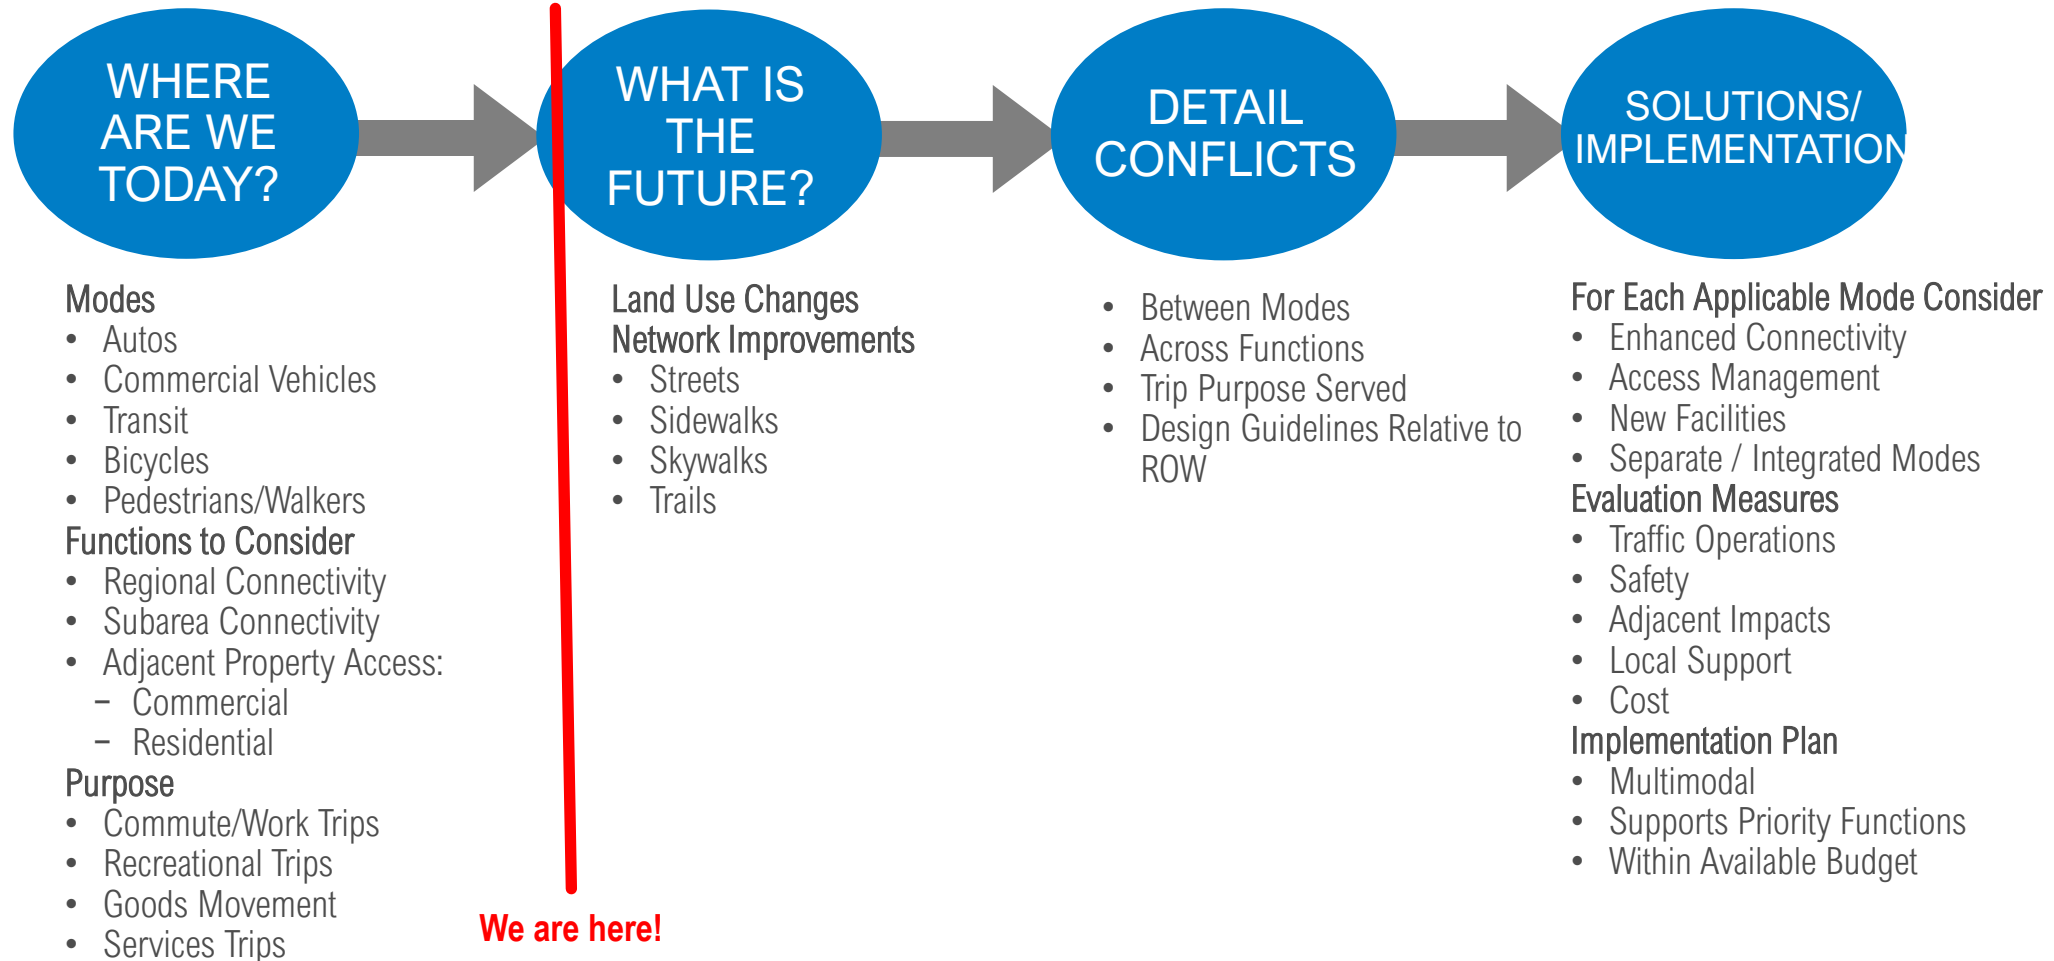 WHERE
ARE WE
TODAY?
Modes
• Autos
• Commercial Vehicles
• Transit
• Bicycles
• Pedestrians/Walkers
Functions to Consider
• Regional Connectivity
• Subarea Connectivity
• Adjacent Property Access:
– Commercial
– Residential
Purpose
• Commute/Work Trips
• Recreational Trips
• Goods Movement
• Services Trips
We are here!
WHAT IS
THE
FUTURE?
Land Use Changes
Network Improvements
• Streets
• Sidewalks
• Skywalks
• Trails
DETAIL
CONFLICTS
• Between Modes
• Across Functions
• Trip Purpose Served
• Design Guidelines Relative to
ROW
SOLUTIONS/
IMPLEMENTATION
For Each Applicable Mode Consider
• Enhanced Connectivity
• Access Management
• New Facilities
• Separate / Integrated Modes
Evaluation Measures
• Traffic Operations
• Safety
• Adjacent Impacts
• Local Support
• Cost
Implementation Plan
• Multimodal
• Supports Priority Functions
• Within Available Budget